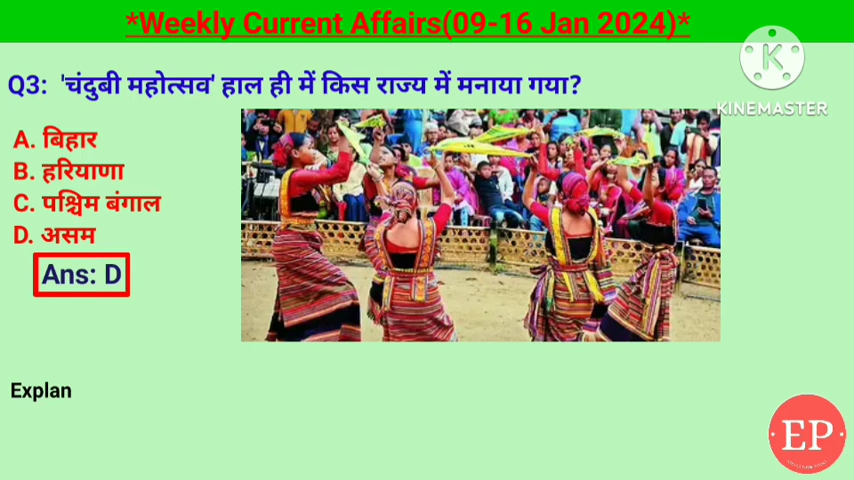 *Weekly Current Affairs(09-16 Jan 2024)*
Q3: 'चंदुबी महोत्सव' हाल ही में किस राज्य में मनाया गया?
K
KINEMASTER
A. बिहार
B. हरियाणा
C. पश्चिम बंगाल
D. असम
Ans: D
Explan
EP